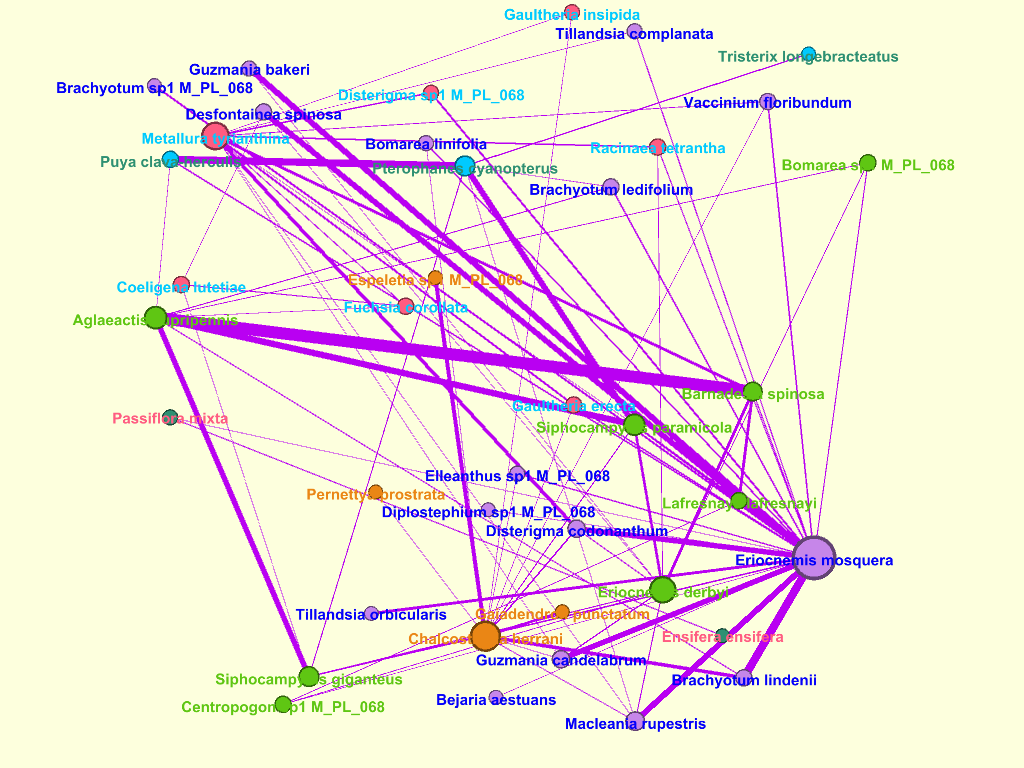 Gaultheria insipida
Tillandsia complanata
Tristerix longebracteatus
Guzmania bakeri
Brachyotum sp1 M_PL_068
Disterigma sp1 M_PL_068
Vaccinium floribundum
Desfontainea spinosa
Metallura tyrianthina
Bomarea linifolia
Racinaea tetrantha
Puya clava-herculis
Pterophanes cyanopterus
Bomarea sp1 M_PL_068
Brachyotum ledifolium
Coeligena lutetiae
Espeletia sp1 M_PL_068
Fuchsia corollata
Aglaeactis cupripennis
Barnadesia spinosa
Gaultheria erecta
Passiflora mixta
Siphocampylus paramicola
Elleanthus sp1 M_PL_068
Pernettya prostrata
Lafresnaya lafresnayi
Diplostephium sp1 M_PL_068
Disterigma codonanthum
Eriocnemis mosquera
Eriocnemis derbyi
Tillandsia orbicularis
Gaiadendron punctatum
Chalcostigma herrani
Ensifera ensifera
Guzmania candelabrum
Siphocampylus giganteus
Brachyotum lindenii
Bejaria aestuans
Centropogon sp1 M_PL_068
Macleania rupestris